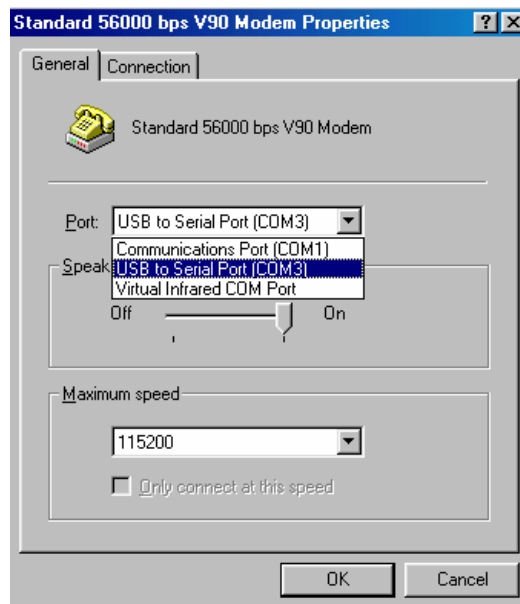 Standard 56000 bps V90 Modem Properties
General Connection
Standard 56000 bps V90 Modem
Port: USB to Serial Port (COM3)
Communications Port (COM1)
Speak USB to Serial Port (COM3)
Virtual Infrared COM Port
Off On
Maximum speed
115200
Only connect at this speed
OK Cancel